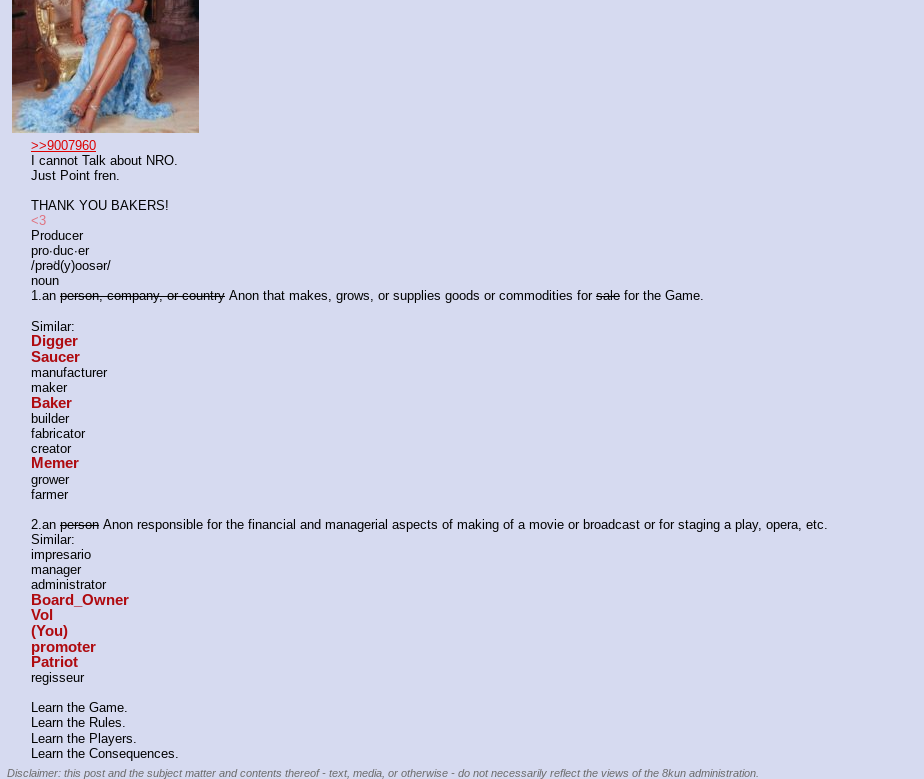 >>9007960
I cannot Talk about NRO.
Just Point fren.
THANK YOU BAKERS!
<3
Producer
pro·duc·er
/prəˈd(y)oosər/
noun
1.an person, company, or country Anon that makes, grows, or supplies goods or commodities for sale for the Game.
Similar:
Digger
Saucer
manufacturer
maker
Baker
builder
fabricator
creator
Memer
grower
farmer
2.an person Anon responsible for the financial and managerial aspects of making of a movie or broadcast or for staging a play, opera, etc.
Similar:
impresario
manager
administrator
Board_Owner
Vol
(You)
promoter
Patriot
regisseur
Learn the Game.
Learn the Rules.
Learn the Players.
Learn the Consequences.
Disclaimer: this post and the subject matter and contents thereof - text, media, or otherwise - do not necessarily reflect the views of the 8kun administration.